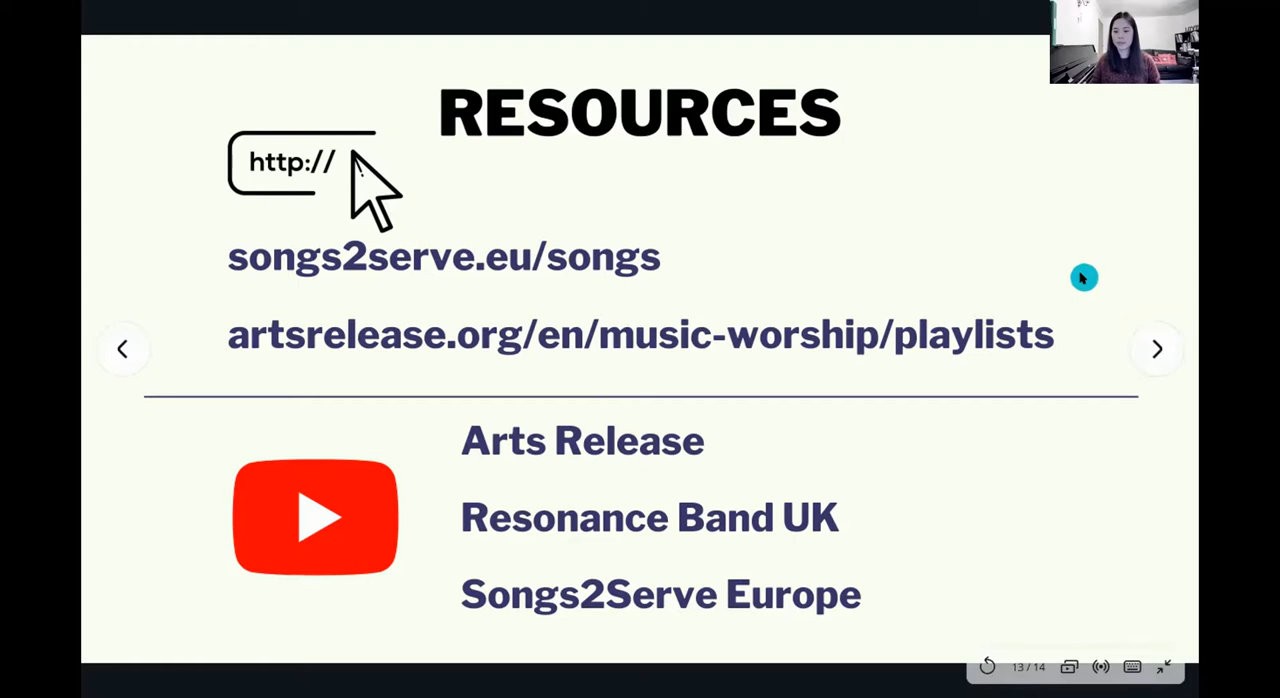 RESOURCES
http://
songs2serve.eu/songs
artsrelease.org/en/music-worship/playlists
Arts Release
Resonance Band UK
Songs2Serve Europe
13/14